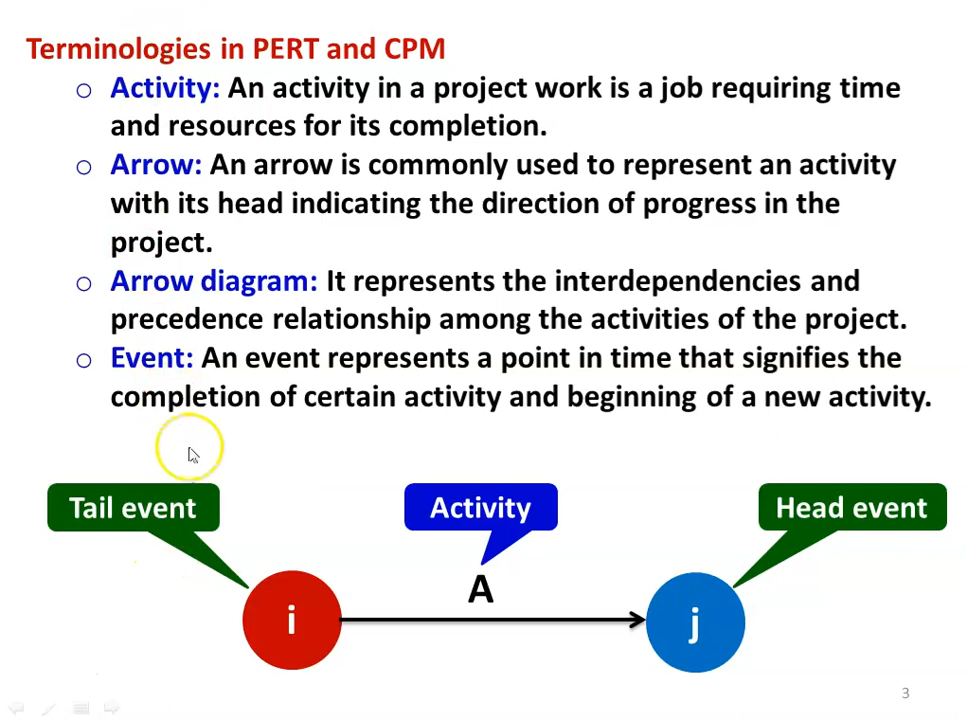 Terminologies in PERT and CPM
o Activity: An activity in a project work is a job requiring time
and resources for its completion.
o Arrow: An arrow is commonly used to represent an activity
with its head indicating the direction of progress in the
project.
o Arrow diagram: It represents the interdependencies and
precedence relationship among the activities of the project.
o Event: An event represents a point in time that signifies the
completion of certain activity and beginning of a new activity.
Tail event
Activity
Head event
A
i
j
3